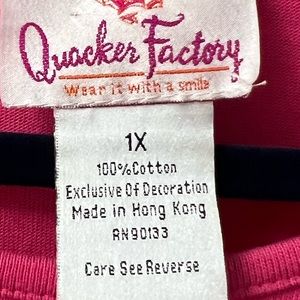 Quacker Factory
Wear it with a smile
1X
100%Cotton
Exclusive Of Decoration
Made in Hong Kong
RN90133
Care See Reverse